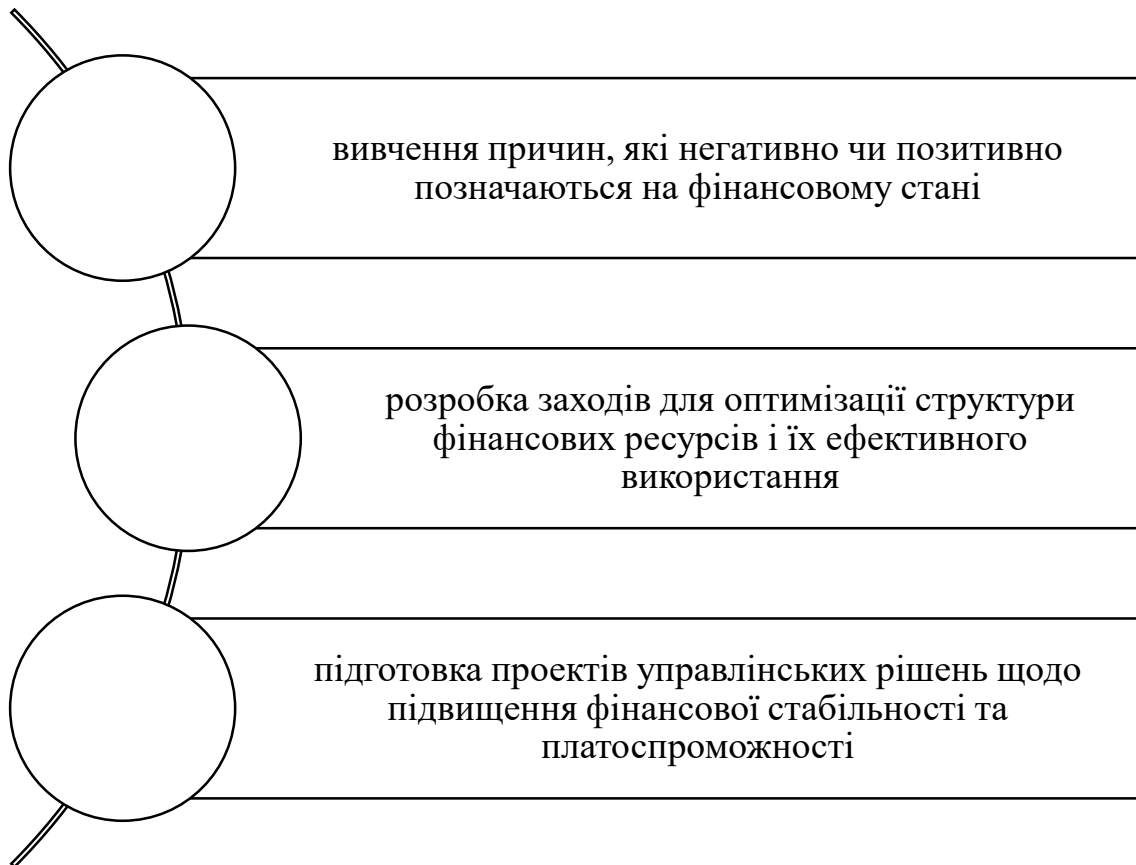 вивчення причин, які негативно чи позитивно
позначаються на фінансовому стані
розробка заходів для оптимізації структури
фінансових ресурсів і їх ефективного
використання
підготовка проектів управлінських рішень щодо
підвищення фінансової стабільності та
платоспроможності